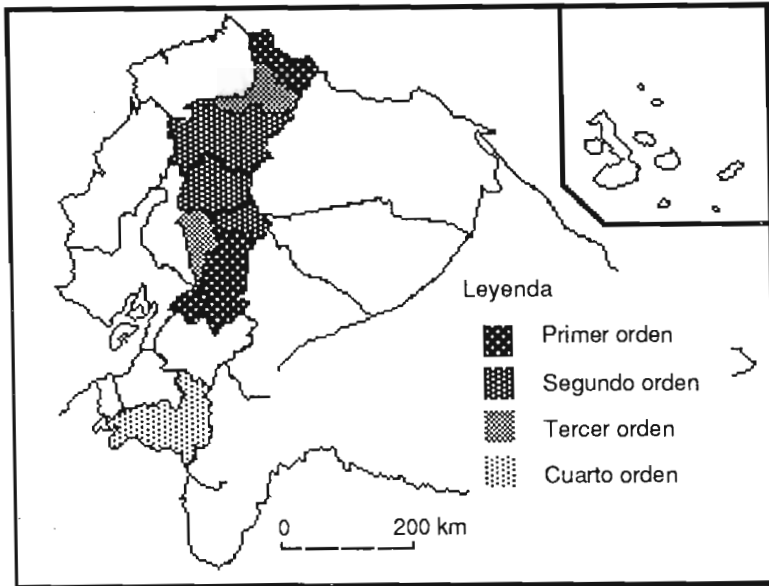 Leyenda
Primer orden
Segundo orden
Tercer orden
Cuarto orden
0 200 km